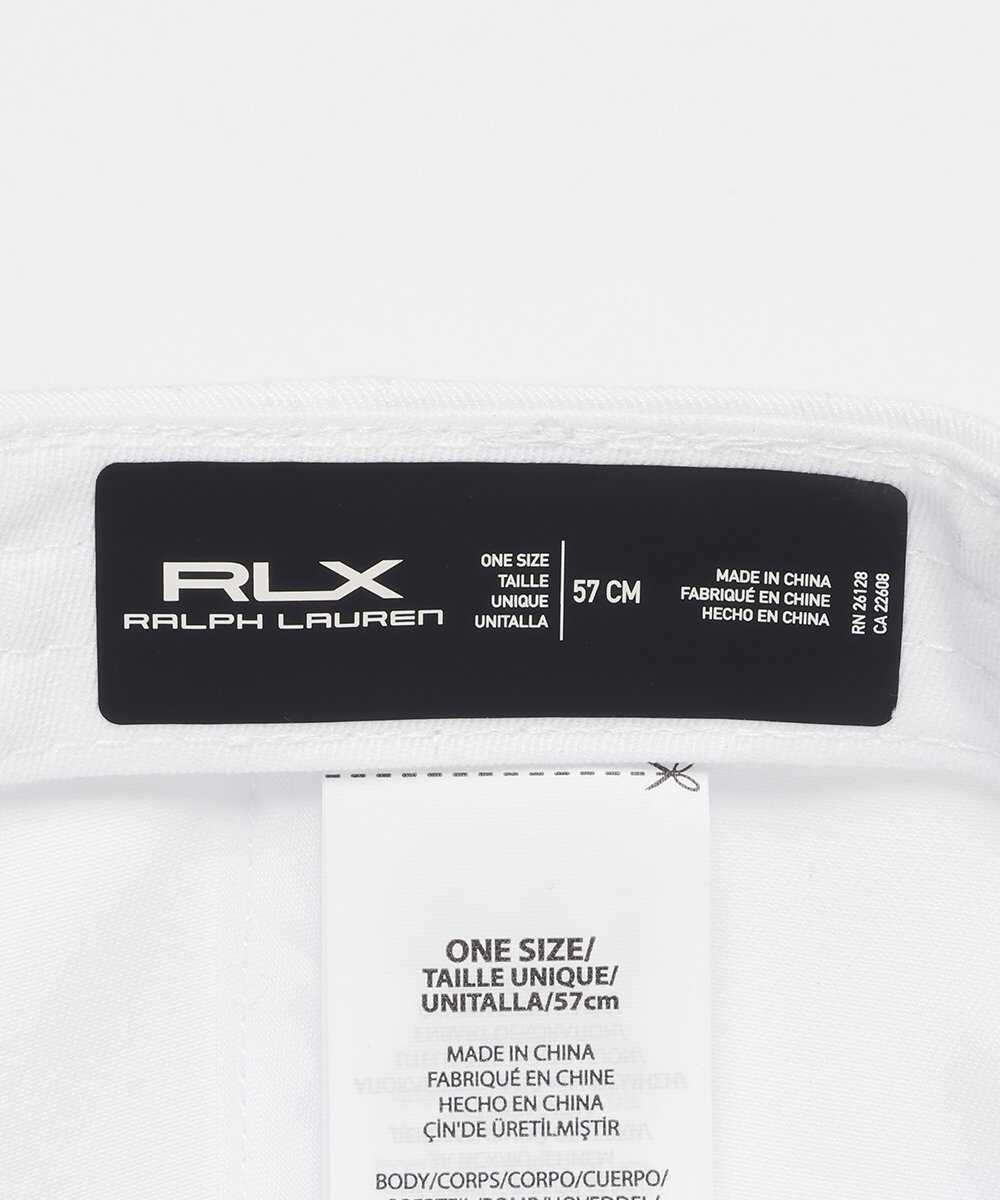 RLX
RALPH LAUREN
ONE SIZE
TAILLE
UNIQUE
UNITALLA
57 CM
MADE IN CHINA
FABRIQUÉ EN CHINE
HECHO EN CHINA
RN 26128
CA 22608
ONE SIZE/
TAILLE UNIQUE/
UNITALLA/57cm
MADE IN CHINA
FABRIQUÉ EN CHINE
HECHO EN CHINA
ÇİN'DE ÜRETİLMİŞTİR
BODY/CORPS/CORPO/CUERPO/